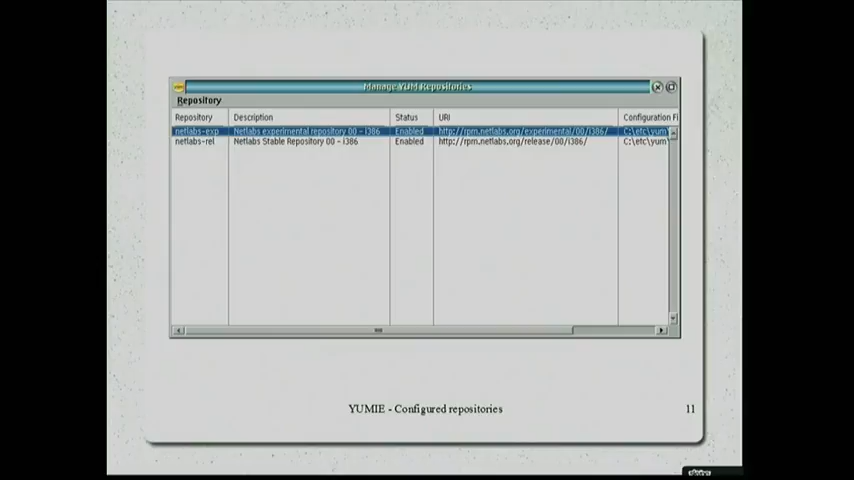 Manage YUM Repositories
Repository
Repository Description Status URI Configuration Fi
netlabs-exp Netlabs experimental repository 00 - i386 Enabled http://rpm.netlabs.org/experimental/00/i386/ C:\etc\yum\
netlabs-rel Netlabs Stable Repository 00 - i386 Enabled http://rpm.netlabs.org/release/00/i386/ C:\etc\yum\
YUMIE - Configured repositories 11